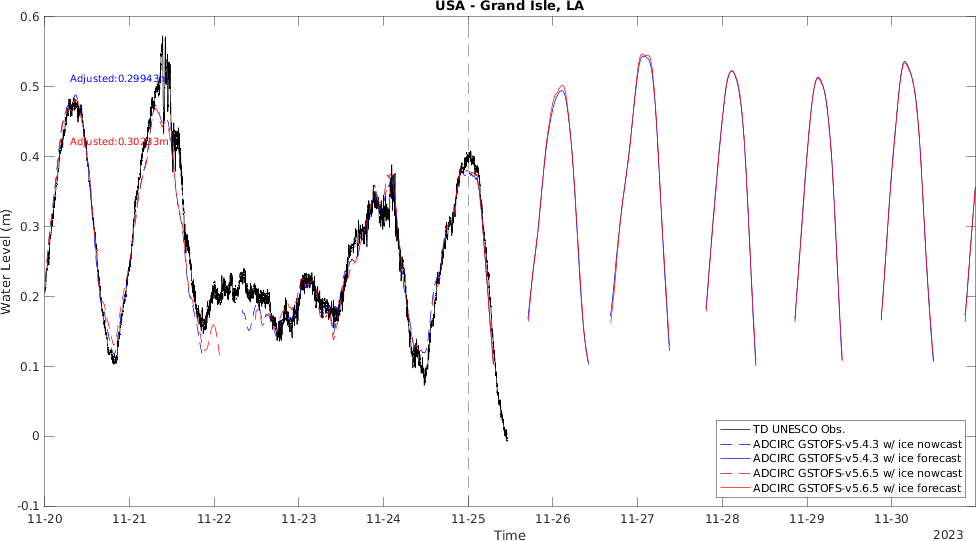 USA - Grand Isle, LA
0.6
0.5
0.4
0.3
0.2
0.1
0
-0.1
Water Level (m)
Adjusted:0.29943m
Adjusted:0.30233m
TD UNESCO Obs.
ADCIRC GSTOFS-v5.4.3 w/ ice nowcast
ADCIRC GSTOFS-v5.4.3 w/ ice forecast
ADCIRC GSTOFS-v5.6.5 w/ ice nowcast
ADCIRC GSTOFS-v5.6.5 w/ ice forecast
11-20 11-21 11-22 11-23 11-24 11-25 11-26 11-27 11-28 11-29 11-30
Time
2023